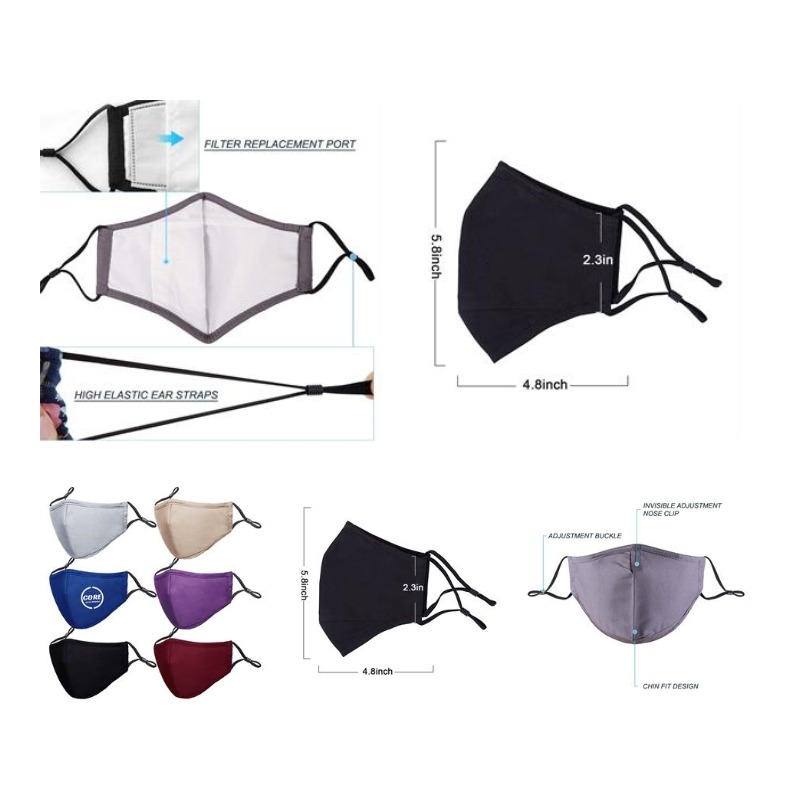 FILTER REPLACEMENT PORT
HIGH ELASTIC EAR STRAPS
5.8inch
2.3in
4.8inch
CORE
5.8inch
2.3in
4.8inch
INVISIBLE ADJUSTMENT
NOSE CLIP
ADJUSTMENT BUCKLE
CHIN FIT DESIGN